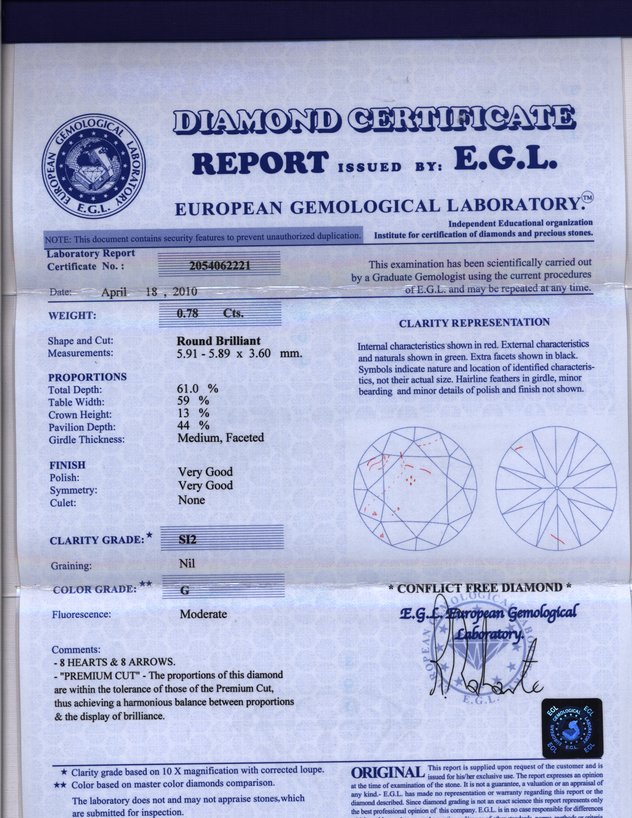 EUROPEAN GEMOLOGICAL LABORATORY
E.G.L.
DIAMOND CERTIFICATE
REPORT ISSUED BY: E.G.L.
EUROPEAN GEMOLOGICAL LABORATORY.™
Independent Educational organization
NOTE: This document contains security features to prevent unauthorized duplication.
Institute for certification of diamonds and precious stones.
Laboratory Report
Certificate No. : 2054062221
Date: April 18 , 2010
WEIGHT: 0.78 Cts.
Shape and Cut: Round Brilliant
Measurements: 5.91 - 5.89 x 3.60 mm.
PROPORTIONS
Total Depth: 61.0 %
Table Width: 59 %
Crown Height: 13 %
Pavilion Depth: 44 %
Girdle Thickness: Medium, Faceted
FINISH
Polish: Very Good
Symmetry: Very Good
Culet: None
CLARITY GRADE: ★ SI2
Graining: Nil
COLOR GRADE: ★★ G
Fluorescence: Moderate
Comments:
- 8 HEARTS & 8 ARROWS.
- "PREMIUM CUT" - The proportions of this diamond
are within the tolerance of those of the Premium Cut,
thus achieving a harmonious balance between proportions
& the display of brilliance.
★ Clarity grade based on 10 X magnification with corrected loupe.
★★ Color based on master color diamonds comparison.
The laboratory does not and may not appraise stones,which
are submitted for inspection.
This examination has been scientifically carried out
by a Graduate Gemologist using the current procedures
of E.G.L. and may be repeated at any time.
CLARITY REPRESENTATION
Internal characteristics shown in red. External characteristics
and naturals shown in green. Extra facets shown in black.
Symbols indicate nature and location of identified characteris-
tics, not their actual size. Hairline feathers in girdle, minor
bearding and minor details of polish and finish not shown.
* CONFLICT FREE DIAMOND *
E.G.L. European Gemological
Laboratory.
E.G.L.
EGL EGL
GEMOLOGICAL
E.G.L.
EGL EGL
ORIGINAL This report is supplied upon request of the customer and is
issued for his/her exclusive use. The report expresses an opinion
at the time of examination of the stone. It is not a guarantee, a valuation or an appraisal of
any kind.- E.G.L. has made no representation or warranty regarding this report or the
diamond described. Since diamond grading is not an exact science this report represents only
the best professional opinion of this company. E.G.L. is in no case responsible for differences